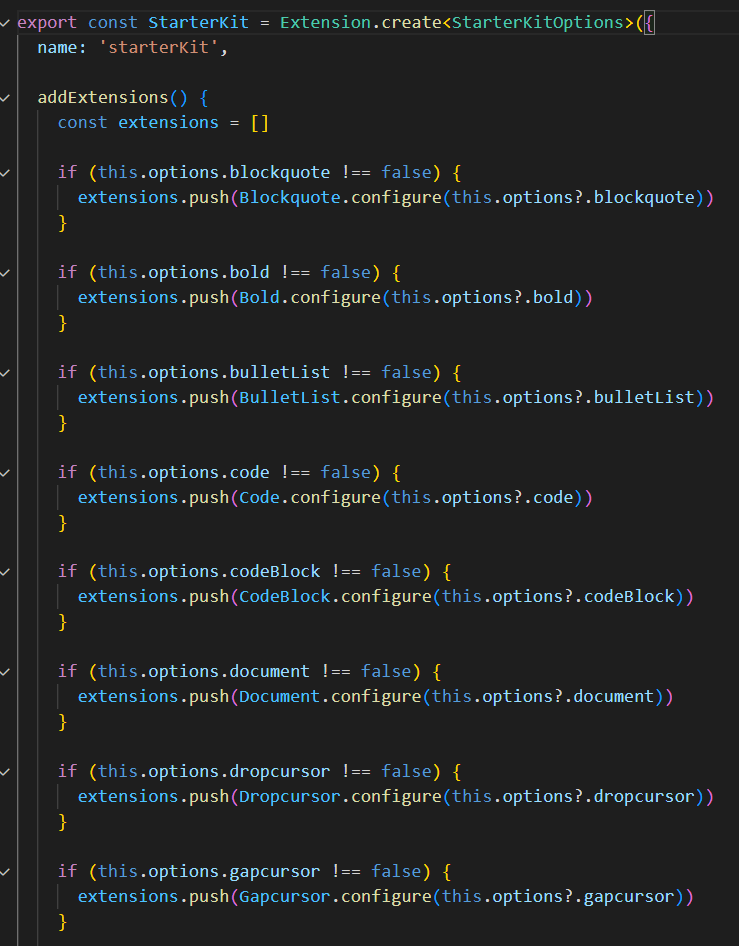 export const StarterKit = Extension.create<StarterKitOptions>({
  name: 'starterKit',

  addExtensions() {
    const extensions = []

    if (this.options.blockquote !== false) {
      extensions.push(Blockquote.configure(this.options?.blockquote))
    }

    if (this.options.bold !== false) {
      extensions.push(Bold.configure(this.options?.bold))
    }

    if (this.options.bulletList !== false) {
      extensions.push(BulletList.configure(this.options?.bulletList))
    }

    if (this.options.code !== false) {
      extensions.push(Code.configure(this.options?.code))
    }

    if (this.options.codeBlock !== false) {
      extensions.push(CodeBlock.configure(this.options?.codeBlock))
    }

    if (this.options.document !== false) {
      extensions.push(Document.configure(this.options?.document))
    }

    if (this.options.dropcursor !== false) {
      extensions.push(Dropcursor.configure(this.options?.dropcursor))
    }

    if (this.options.gapcursor !== false) {
      extensions.push(Gapcursor.configure(this.options?.gapcursor))
    }